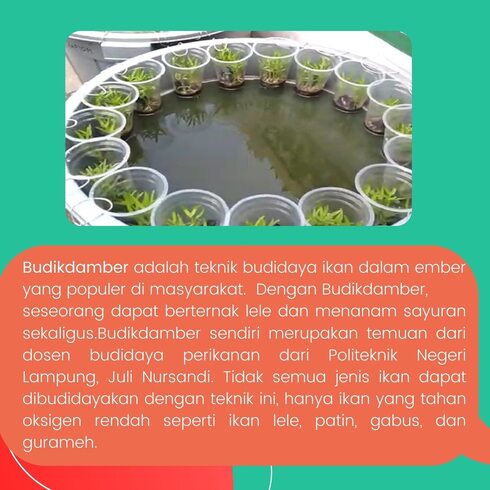 Budikdamber adalah teknik budidaya ikan dalam ember
yang populer di masyarakat. Dengan Budikdamber,
seseorang dapat berternak lele dan menanam sayuran
sekaligus.Budikdamber sendiri merupakan temuan dari
dosen budidaya perikanan dari Politeknik Negeri
Lampung, Juli Nursandi. Tidak semua jenis ikan dapat
dibudidayakan dengan teknik ini, hanya ikan yang tahan
oksigen rendah seperti ikan lele, patin, gabus, dan
gurameh.